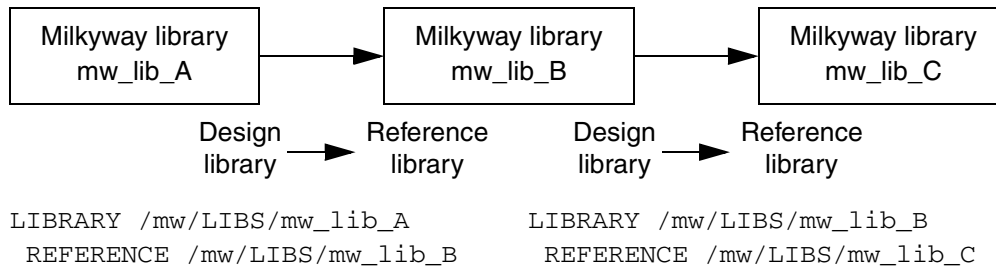 Milkyway library
mw_lib_A
Milkyway library
mw_lib_B
Milkyway library
mw_lib_C
Design
library
Reference
library
Design
library
Reference
library
LIBRARY /mw/LIBS/mw_lib_A
REFERENCE /mw/LIBS/mw_lib_B
LIBRARY /mw/LIBS/mw_lib_B
REFERENCE /mw/LIBS/mw_lib_C